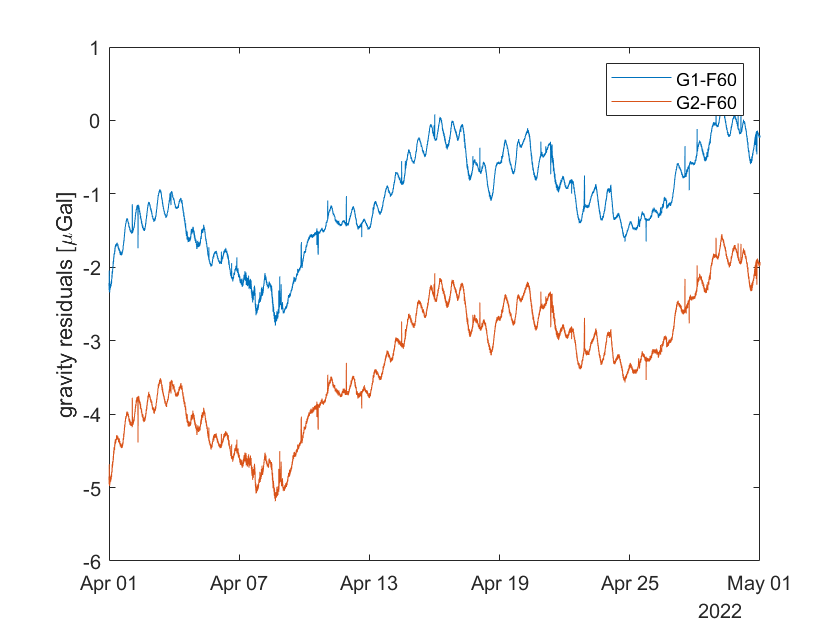 1
0
-1
-2
-3
-4
-5
-6
gravity residuals [μGal]
G1-F60
G2-F60
Apr 01 Apr 07 Apr 13 Apr 19 Apr 25 May 01
2022